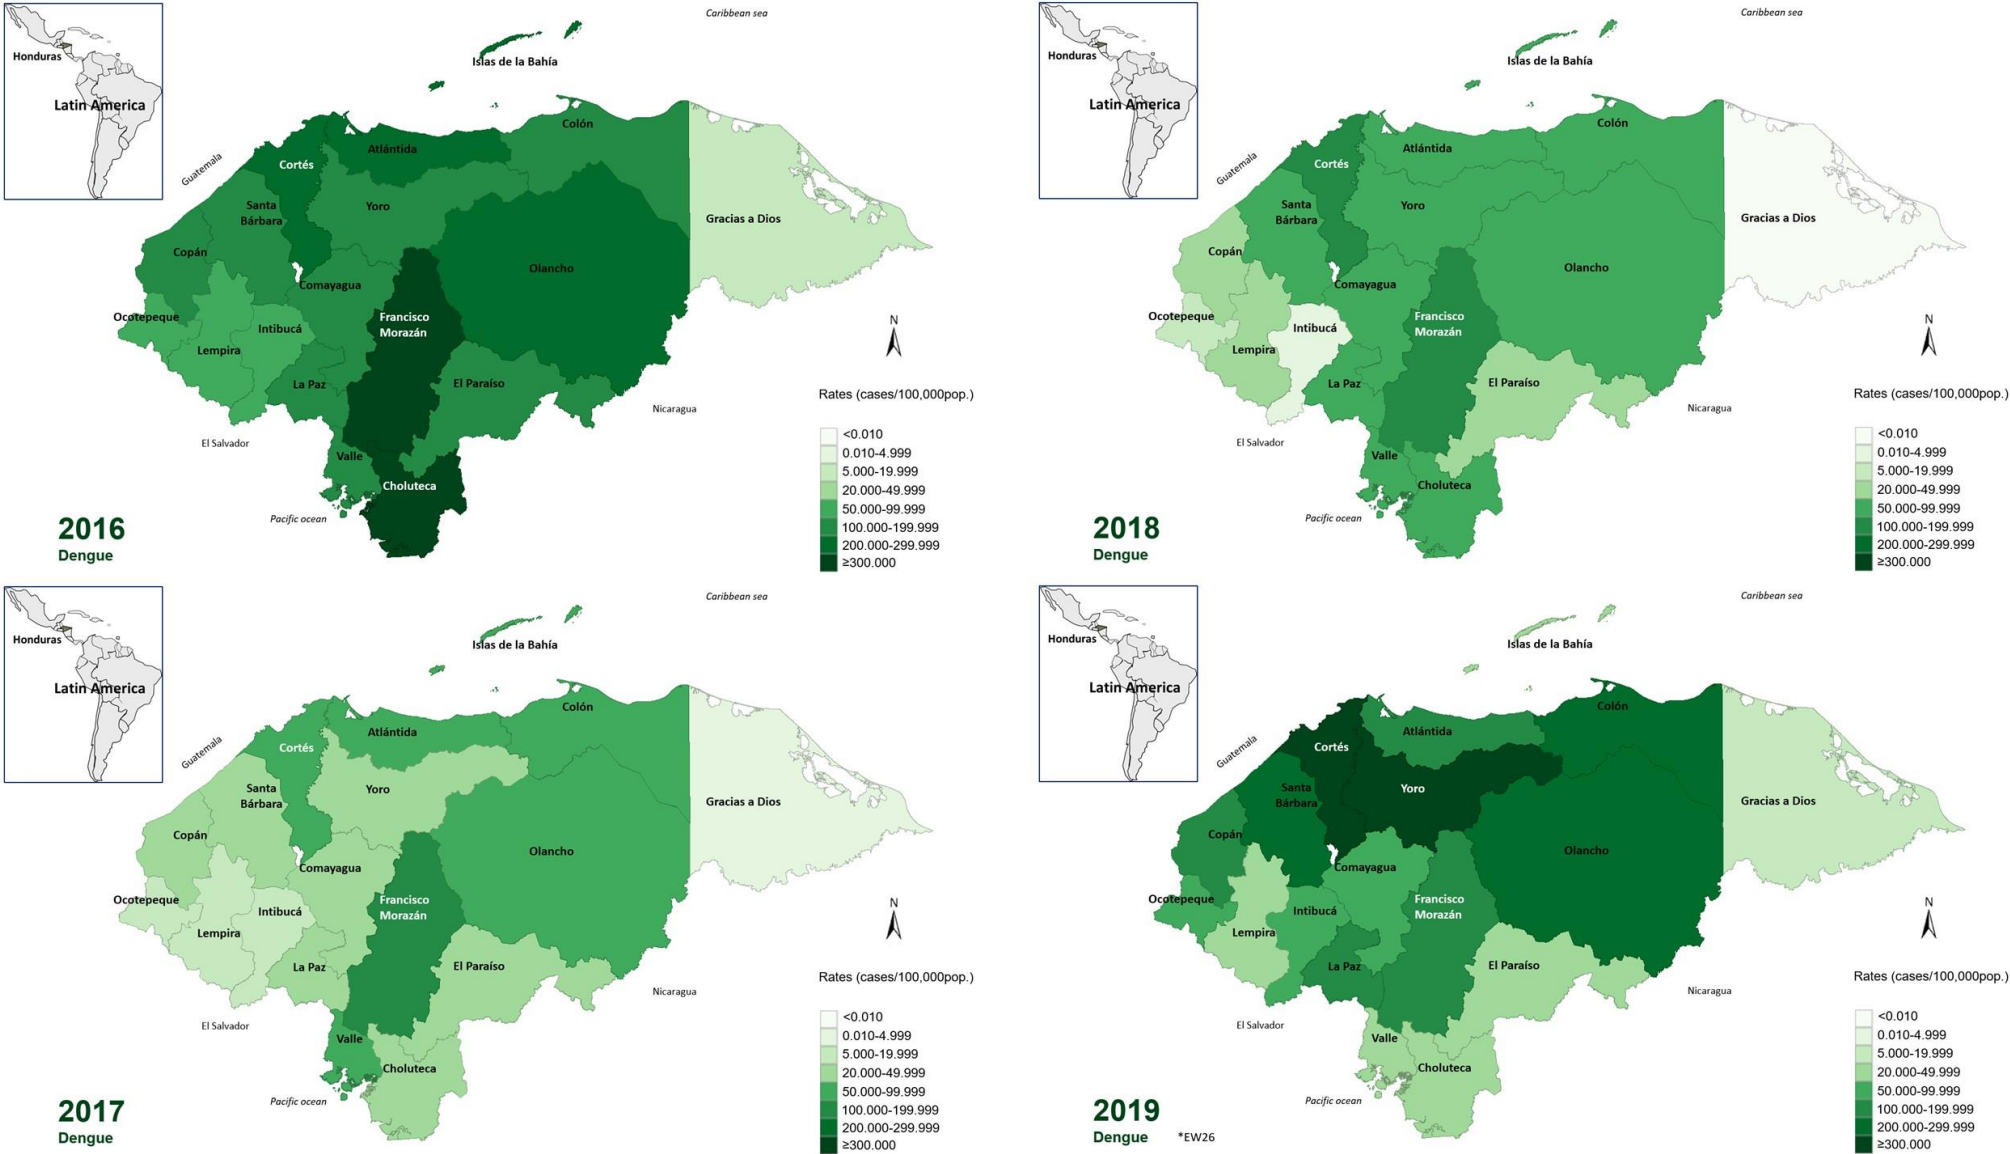 Caribbean sea
Honduras
Islas de la Bahía
Latin America
Colón
Atlántida
Guatemala
Cortés
Santa
Bárbara
Yoro
Gracias a Dios
Copán
Olancho
Comayagua
Ocotepeque
Francisco
Morazán
Intibucá
N
Lempira
La Paz
El Paraíso
Rates (cases/100,000pop.)
Nicaragua
El Salvador
<0.010
0.010-4.999
5.000-19.999
20.000-49.999
50.000-99.999
100.000-199.999
200.000-299.999
≥300.000
Valle
Choluteca
Pacific ocean
2016
Dengue
Caribbean sea
Honduras
Islas de la Bahía
Latin America
Colón
Atlántida
Guatemala
Cortés
Santa
Bárbara
Yoro
Gracias a Dios
Copán
Olancho
Comayagua
Ocotepeque
Francisco
Morazán
Intibucá
N
Lempira
La Paz
El Paraíso
Rates (cases/100,000pop.)
Nicaragua
El Salvador
<0.010
0.010-4.999
5.000-19.999
20.000-49.999
50.000-99.999
100.000-199.999
200.000-299.999
≥300.000
Valle
Choluteca
Pacific ocean
2018
Dengue
Caribbean sea
Honduras
Islas de la Bahía
Latin America
Colón
Atlántida
Guatemala
Cortés
Santa
Bárbara
Yoro
Gracias a Dios
Copán
Olancho
Comayagua
Ocotepeque
Francisco
Morazán
Intibucá
N
Lempira
La Paz
El Paraíso
Rates (cases/100,000pop.)
Nicaragua
El Salvador
<0.010
0.010-4.999
5.000-19.999
20.000-49.999
50.000-99.999
100.000-199.999
200.000-299.999
≥300.000
Valle
Choluteca
Pacific ocean
2017
Dengue
Caribbean sea
Honduras
Islas de la Bahía
Latin America
Colón
Atlántida
Guatemala
Cortés
Santa
Bárbara
Yoro
Gracias a Dios
Copán
Olancho
Comayagua
Ocotepeque
Francisco
Morazán
Intibucá
N
Lempira
La Paz
El Paraíso
Rates (cases/100,000pop.)
Nicaragua
El Salvador
<0.010
0.010-4.999
5.000-19.999
20.000-49.999
50.000-99.999
100.000-199.999
200.000-299.999
≥300.000
Valle
Choluteca
Pacific ocean
2019
Dengue
*EW26